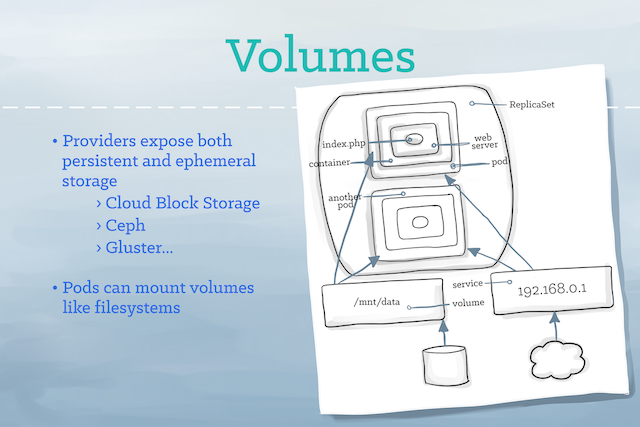 Volumes
• Providers expose both
persistent and ephemeral
storage
› Cloud Block Storage
› Ceph
› Gluster...
• Pods can mount volumes
like filesystems
ReplicaSet
index.php
web
server
container
pod
another
pod
/mnt/data
volume
service
192.168.0.1